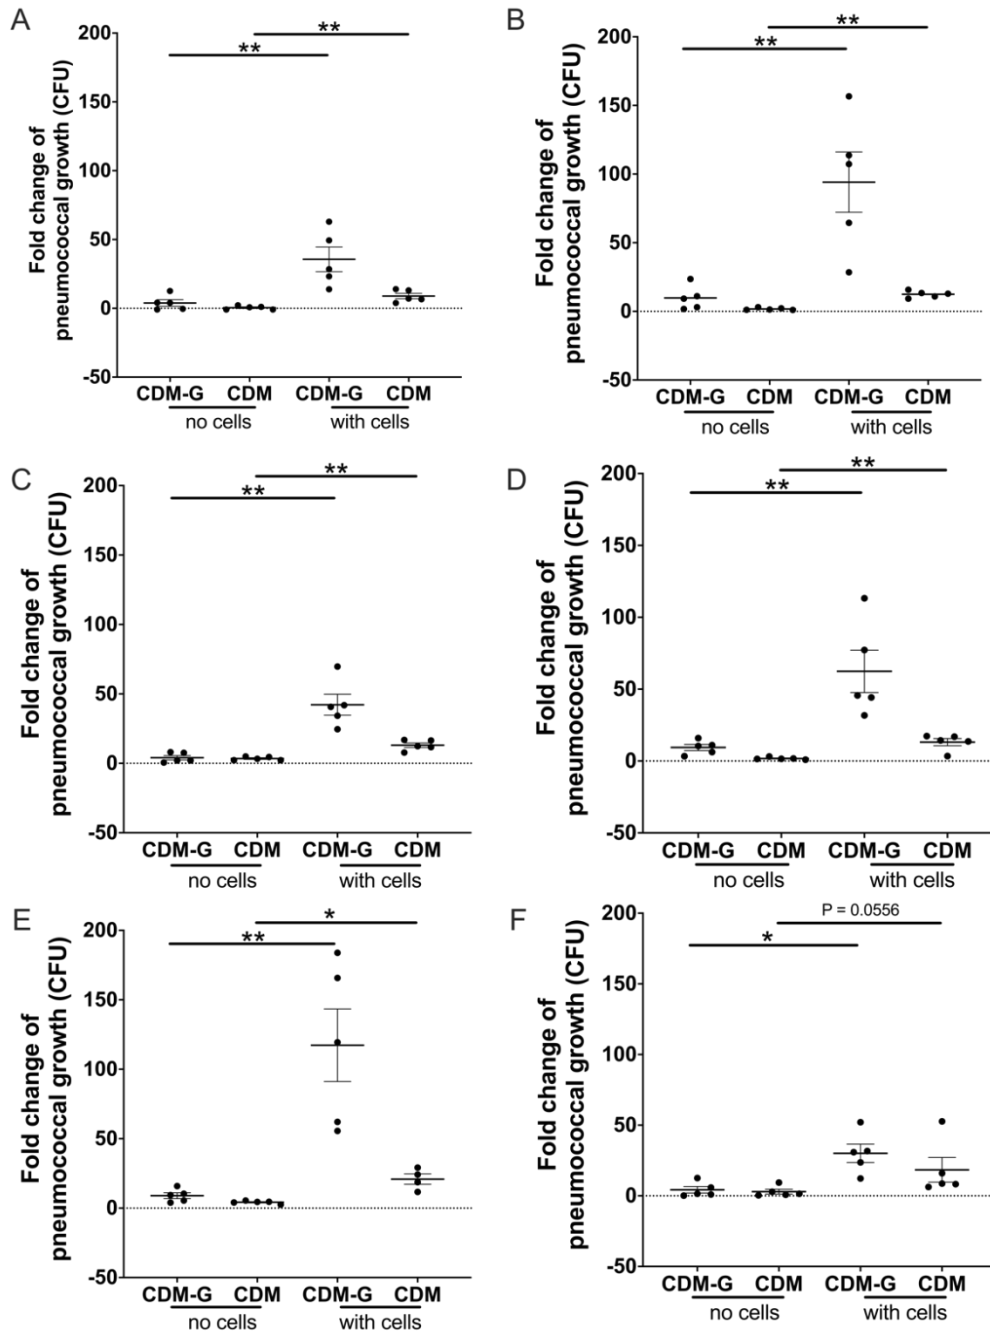 A
Fold change of
pneumococcal growth (CFU)
200
150
100
50
0
-50
**
**
CDM-G CDM CDM-G CDM
no cells with cells
B
Fold change of
pneumococcal growth (CFU)
200
150
100
50
0
-50
**
**
CDM-G CDM CDM-G CDM
no cells with cells
C
Fold change of
pneumococcal growth (CFU)
200
150
100
50
0
-50
**
**
CDM-G CDM CDM-G CDM
no cells with cells
D
Fold change of
pneumococcal growth (CFU)
200
150
100
50
0
-50
**
**
CDM-G CDM CDM-G CDM
no cells with cells
E
Fold change of
pneumococcal growth (CFU)
200
150
100
50
0
-50
*
**
CDM-G CDM CDM-G CDM
no cells with cells
F
Fold change of
pneumococcal growth (CFU)
200
150
100
50
0
-50
P = 0.0556
*
CDM-G CDM CDM-G CDM
no cells with cells